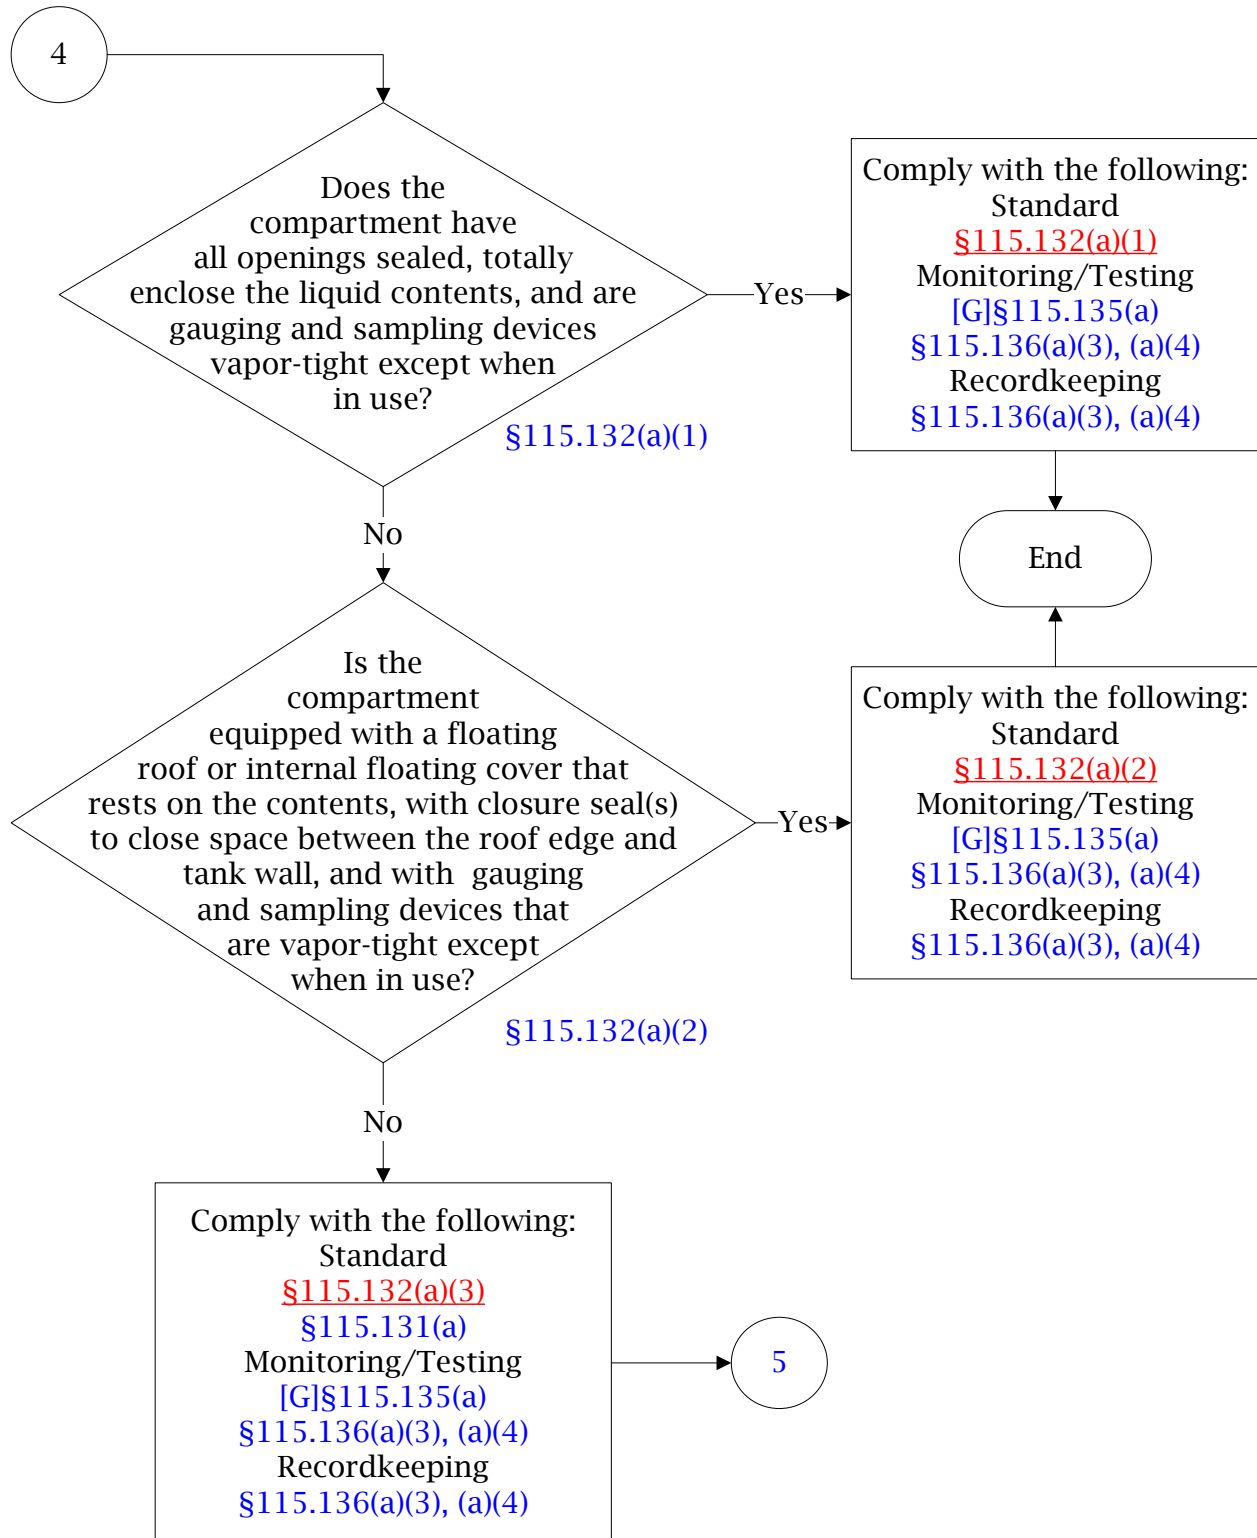 4
Does the
compartment have
all openings sealed, totally
enclose the liquid contents, and are
gauging and sampling devices
vapor-tight except when
in use?
§115.132(a)(1)
Yes
Comply with the following:
Standard
§115.132(a)(1)
Monitoring/Testing
[G]§115.135(a)
§115.136(a)(3), (a)(4)
Recordkeeping
§115.136(a)(3), (a)(4)
No
End
Is the
compartment
equipped with a floating
roof or internal floating cover that
rests on the contents, with closure seal(s)
to close space between the roof edge and
tank wall, and with gauging
and sampling devices that
are vapor-tight except
when in use?
§115.132(a)(2)
Yes
Comply with the following:
Standard
§115.132(a)(2)
Monitoring/Testing
[G]§115.135(a)
§115.136(a)(3), (a)(4)
Recordkeeping
§115.136(a)(3), (a)(4)
No
Comply with the following:
Standard
§115.132(a)(3)
§115.131(a)
Monitoring/Testing
[G]§115.135(a)
§115.136(a)(3), (a)(4)
Recordkeeping
§115.136(a)(3), (a)(4)
5